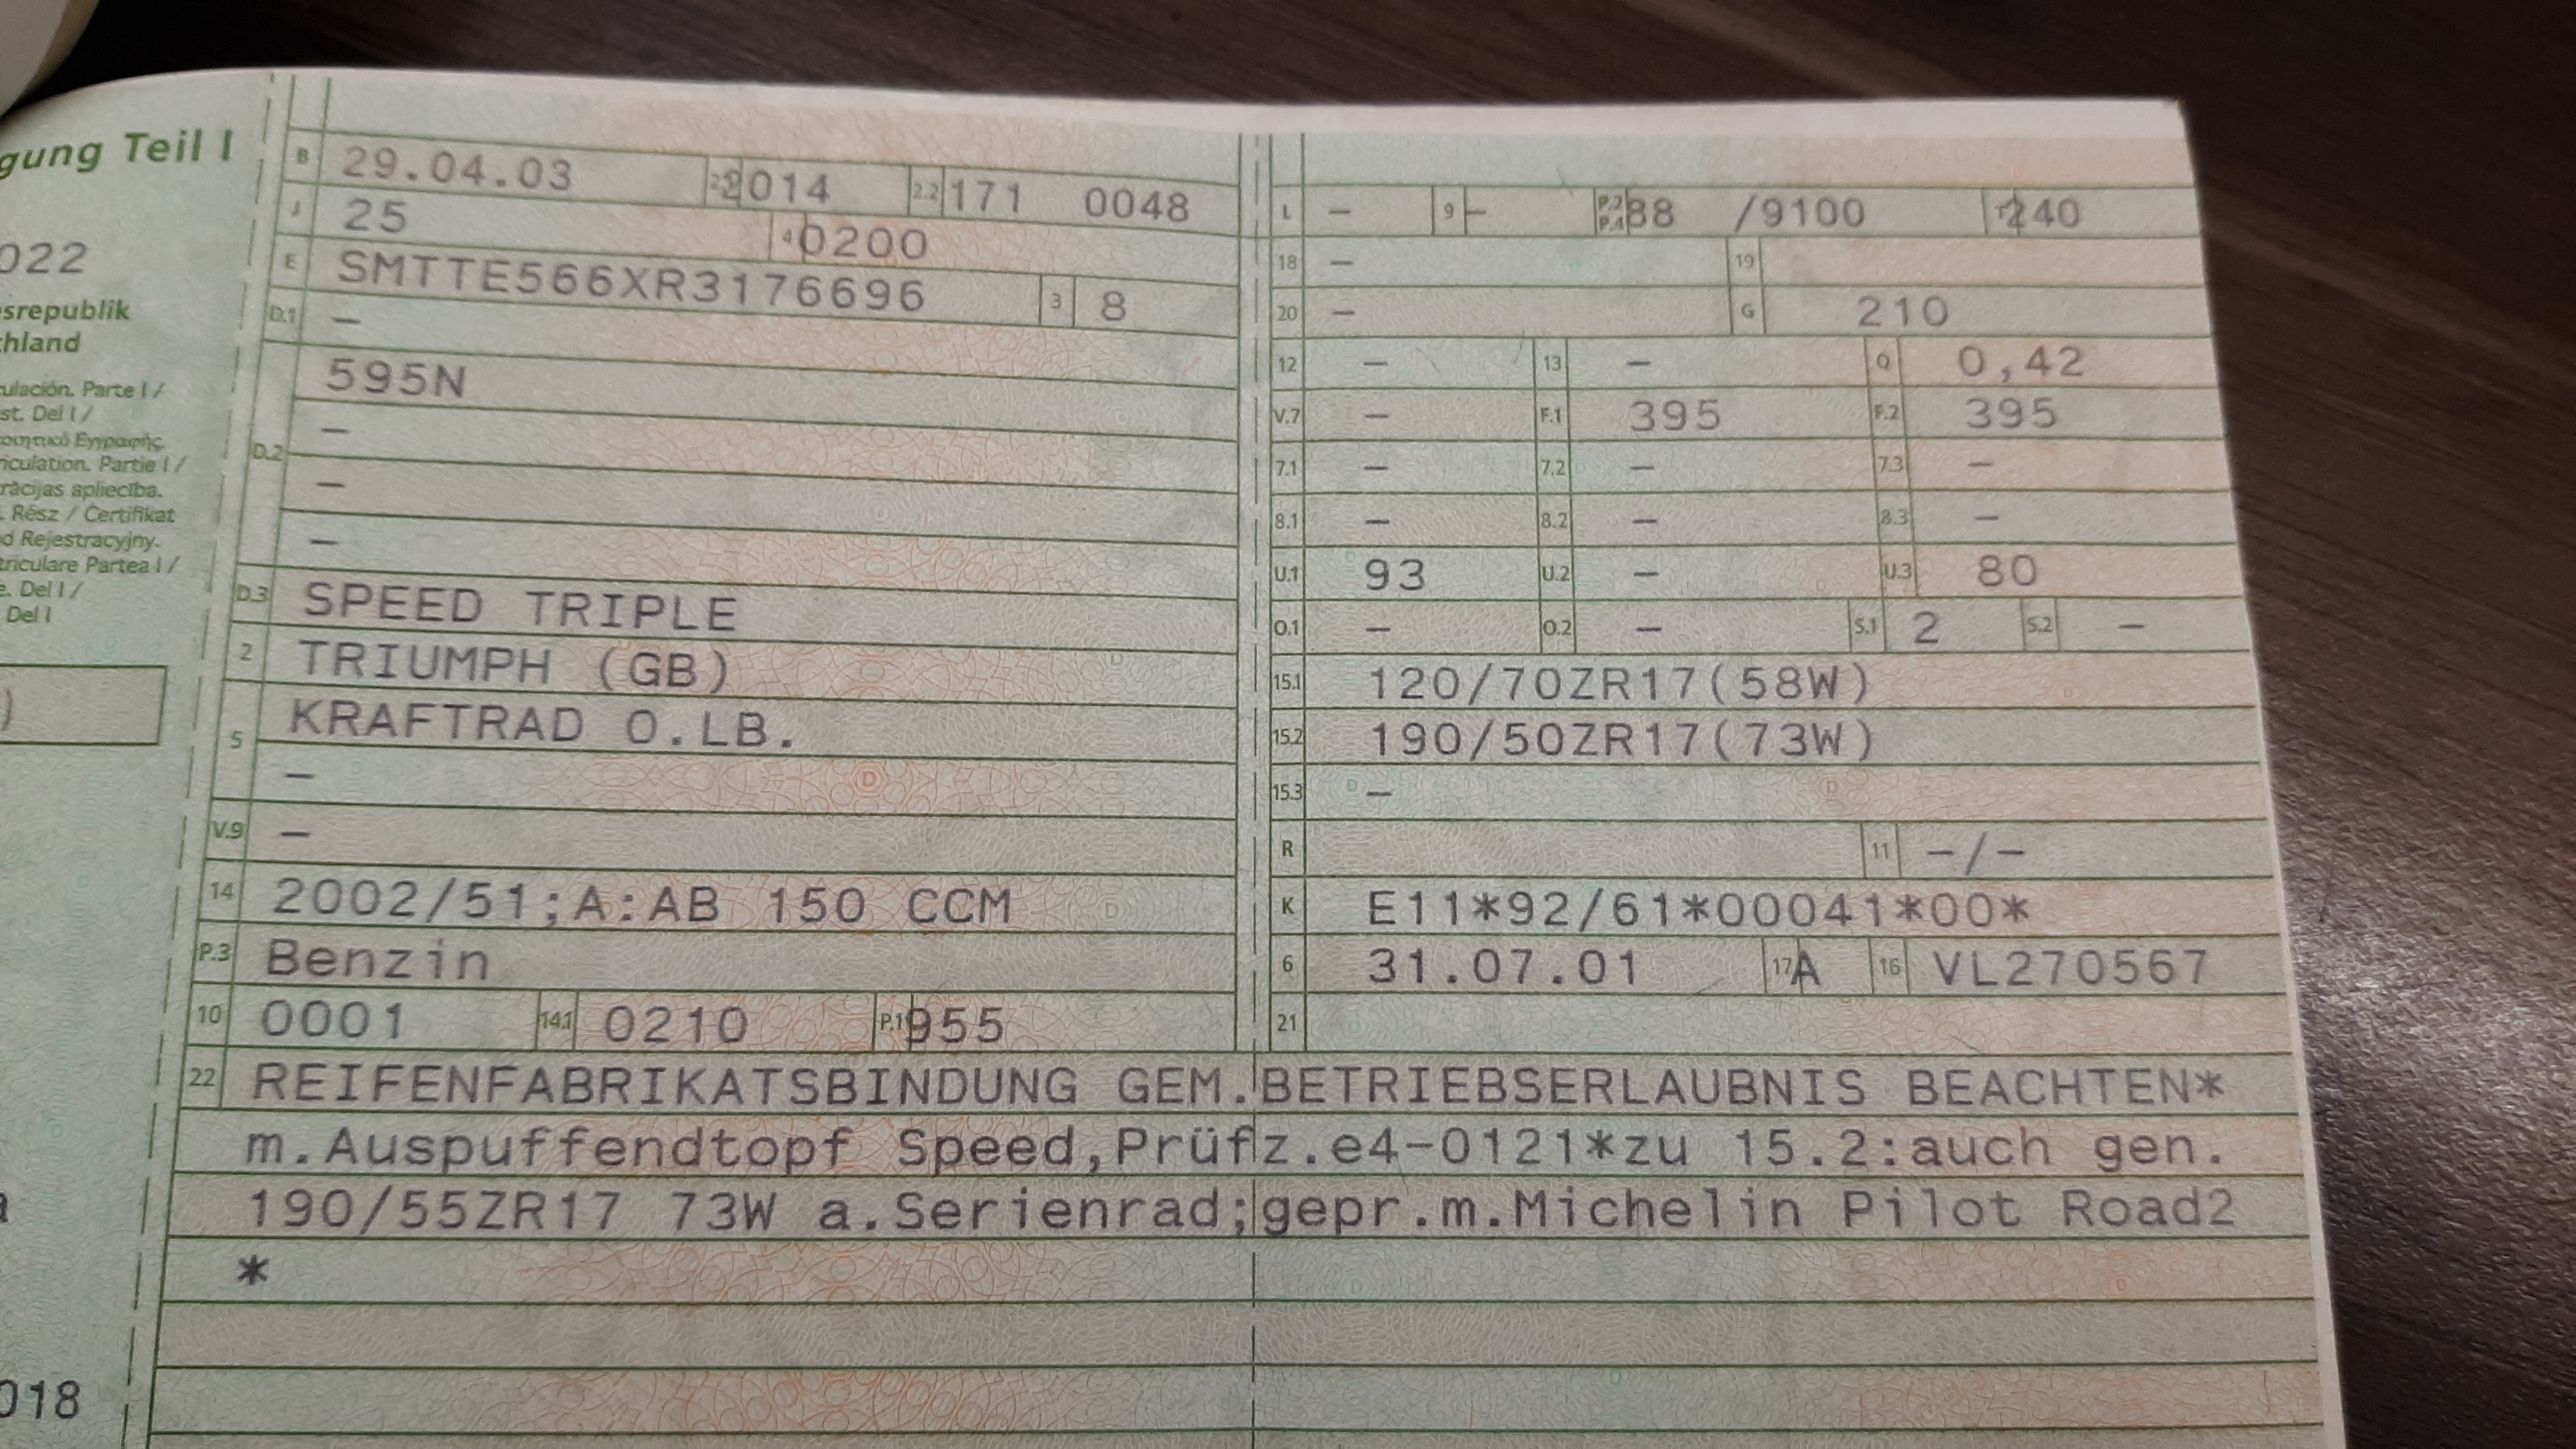 gung Teil I
022
srepublik
hland
culación. Parte I /
st. Del I /
riculation. Partie I /
rācijas apliecība.
. Rész / Certifikat
d Rejestracyjny.
triculare Partea I /
e. Del I /
Del I
)
018
B 29.04.03 2014 2.2 171 0048
J 25 4 0200
E SMTTE566XR3176696 3 8
D.1 –
D.2 595N
–
–
–
D.3 SPEED TRIPLE
2 TRIUMPH (GB)
5 KRAFTRAD O.LB.
–
V.9 –
14 2002/51;A:AB 150 CCM
P.3 Benzin
10 0001 14.1 0210 P.1 955
L – 9 – P.2 P.4 88 /9100 T 240
18 – 19
20 – G 210
12 – 13 – Q 0,42
V.7 – F.1 395 F.2 395
7.1 – 7.2 – 7.3 –
8.1 – 8.2 – 8.3 –
U.1 93 U.2 – U.3 80
O.1 – O.2 – S.1 2 S.2 –
15.1 120/70ZR17(58W)
15.2 190/50ZR17(73W)
15.3 –
R 11 –/–
K E11*92/61*00041*00*
6 31.07.01 17 A 16 VL270567
21
22 REIFENFABRIKATSBINDUNG GEM.BETRIEBSERLAUBNIS BEACHTEN*
m.Auspuffendtopf Speed,Prüfz.e4-0121*zu 15.2:auch gen.
190/55ZR17 73W a.Serienrad;gepr.m.Michelin Pilot Road2
*